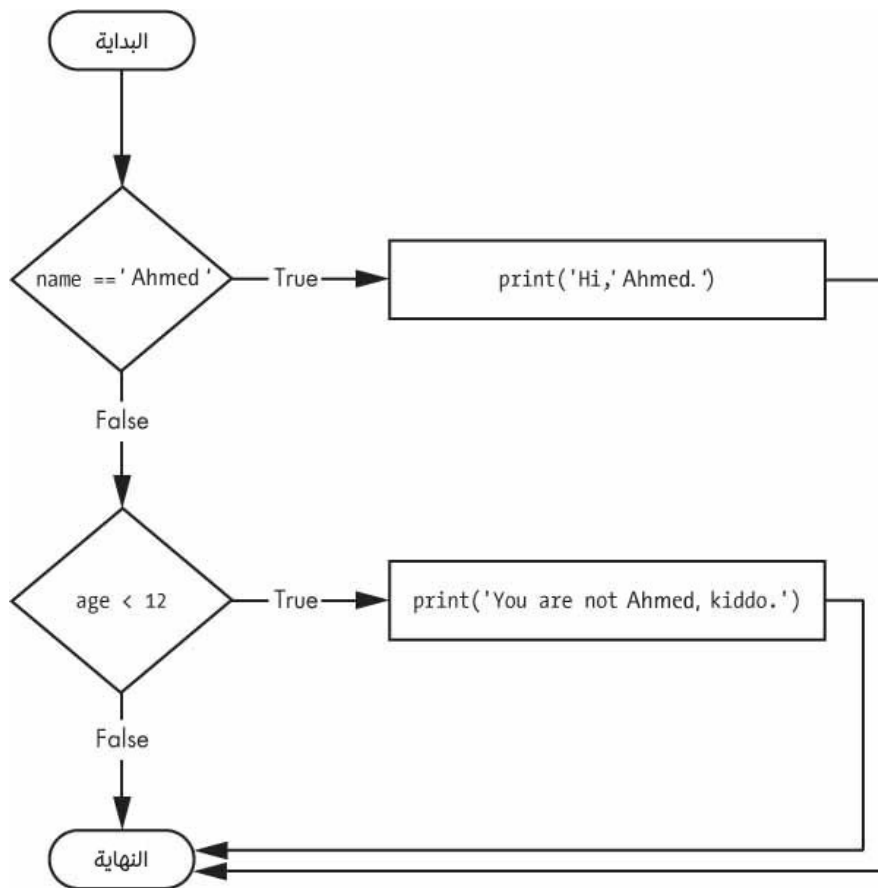 البداية
name ==' Ahmed '
True
print('Hi,' Ahmed. ')
False
age < 12
True
print('You are not Ahmed, kiddo.')
False
النهاية